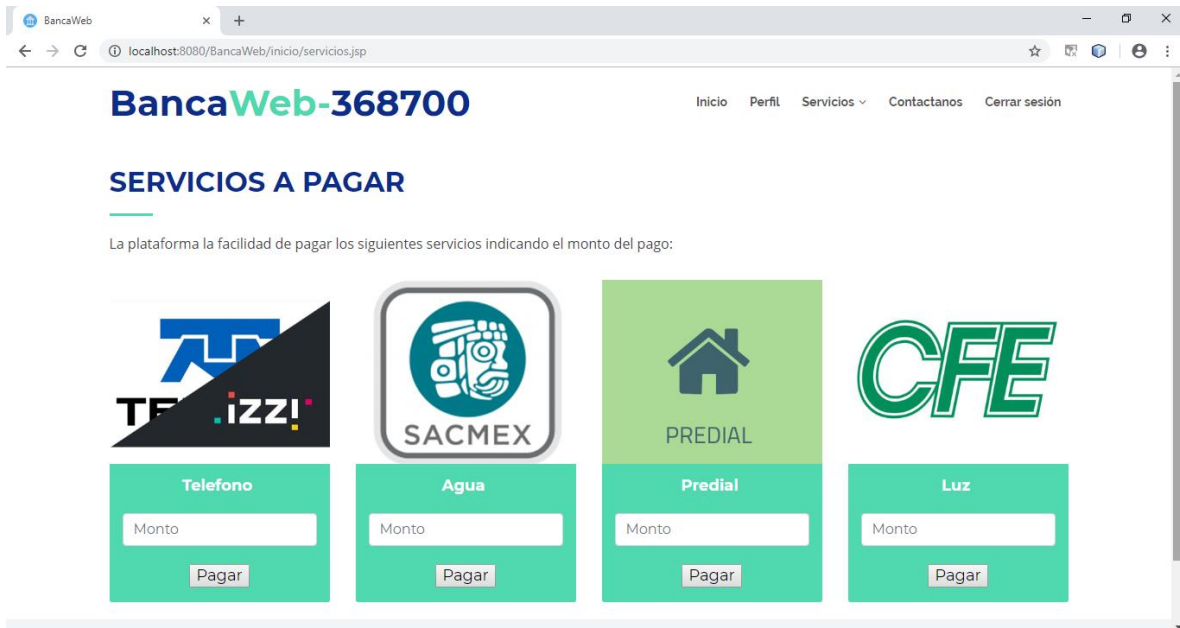 BancaWeb
localhost:8080/BancaWeb/inicio/servicios.jsp
BancaWeb-368700
Inicio Perfil Servicios Contactanos Cerrar sesión
SERVICIOS A PAGAR
La plataforma la facilidad de pagar los siguientes servicios indicando el monto del pago:
izzi
SACMEX
PREDIAL
CFE
Telefono
Monto
Pagar
Agua
Monto
Pagar
Predial
Monto
Pagar
Luz
Monto
Pagar